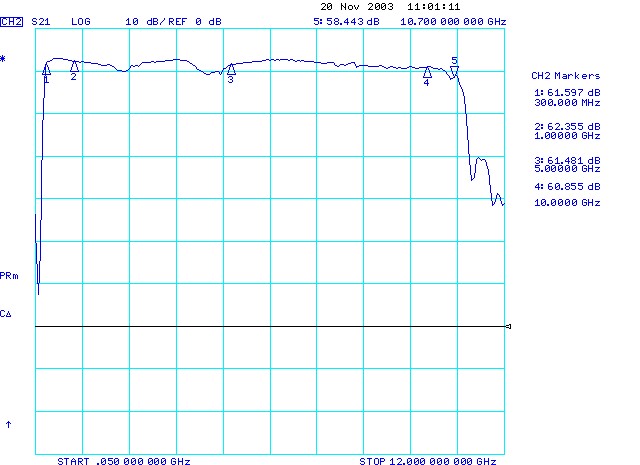 20 Nov 2003 11:01:11
CH2 S21 LOG 10 dB/REF 0 dB 5: 58.443 dB 10.700 000 000 GHz
*
1
2
3
4
5
CH2 Markers
1: 61.597 dB
300.000 MHz
2: 62.355 dB
1.00000 GHz
3: 61.481 dB
5.00000 GHz
4: 60.855 dB
10.0000 GHz
PRm
CΔ
↑
START .050 000 000 GHz STOP 12.000 000 000 GHz